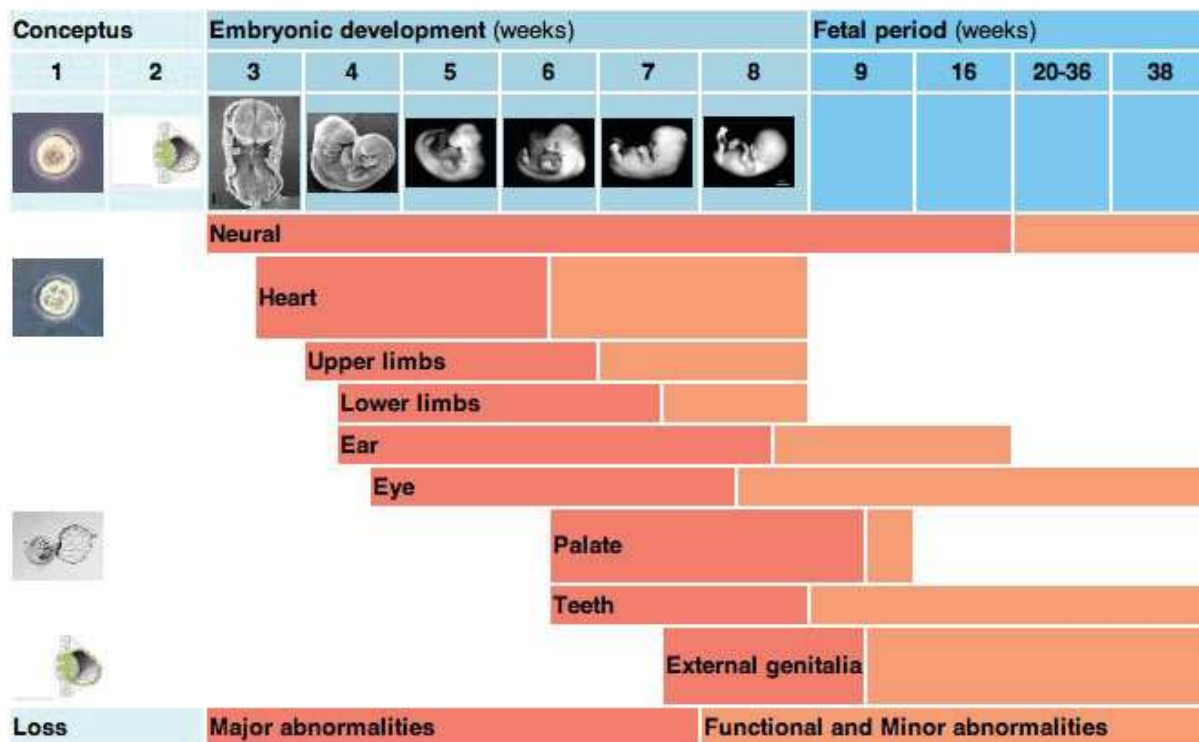 Conceptus Embryonic development (weeks) Fetal period (weeks)
1 2 3 4 5 6 7 8 9 16 20-36 38
Neural
Heart
Upper limbs
Lower limbs
Ear
Eye
Palate
Teeth
External genitalia
Loss Major abnormalities Functional and Minor abnormalities